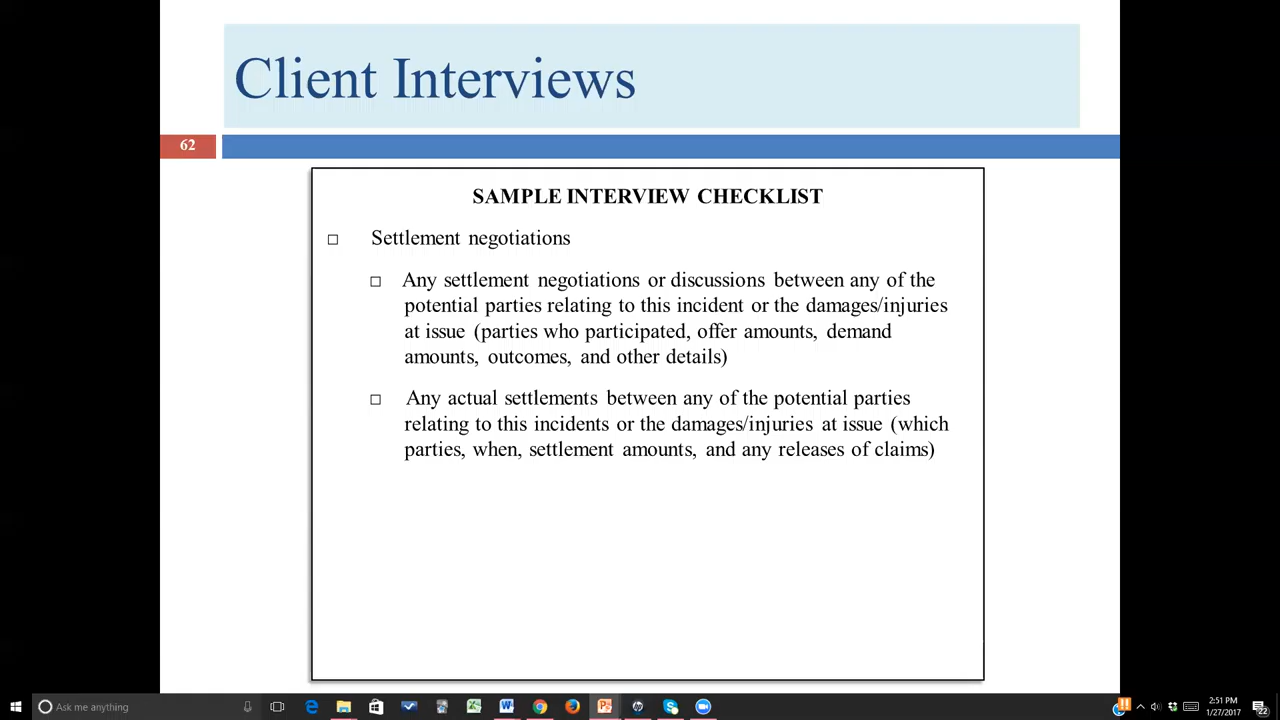 Client Interviews
62
SAMPLE INTERVIEW CHECKLIST
Settlement negotiations
Any settlement negotiations or discussions between any of the
potential parties relating to this incident or the damages/injuries
at issue (parties who participated, offer amounts, demand
amounts, outcomes, and other details)
Any actual settlements between any of the potential parties
relating to this incidents or the damages/injuries at issue (which
parties, when, settlement amounts, and any releases of claims)
Ask me anything
2:51 PM
1/27/2017
22